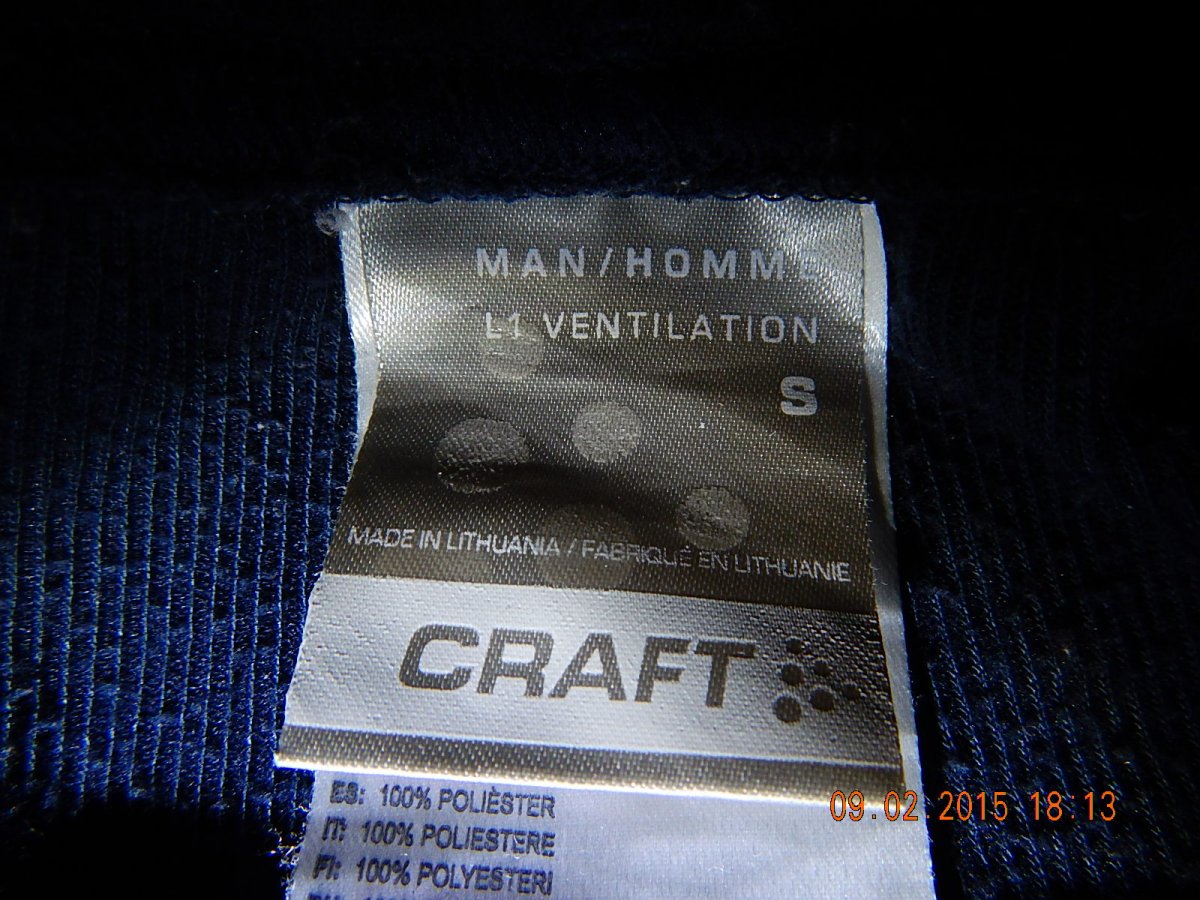 MAN/HOMME
L1 VENTILATION
S
MADE IN LITHUANIA / FABRIQUÉ EN LITHUANIE
CRAFT
ES: 100% POLIÈSTER
IT: 100% POLIESTERE
FI: 100% POLYESTERI
09.02.2015 18:13